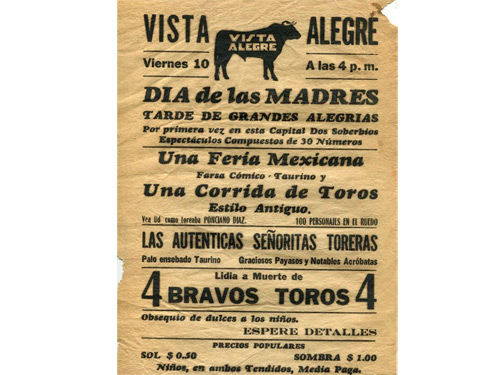 VISTA ALEGRE
VISTA
ALEGRE
Viernes 10 A las 4 p. m.
DIA de las MADRES
TARDE DE GRANDES ALEGRIAS
Por primera vez en esta Capital Dos Soberbios
Espectáculos Compuestos de 30 Números
Una Feria Mexicana
Farsa Cómico - Taurino y
Una Corrida de Toros
Estilo Antiguo.
Vea Ud como toreaba PONCIANO DIAZ. 100 PERSONAJES EN EL RUEDO
LAS AUTENTICAS SEÑORITAS TORERAS
Palo ensebado Taurino Graciosos Payasos y Notables Acróbatas
Lidia a Muerte de
4 BRAVOS TOROS 4
Obsequio de dulces a los niños.
ESPERE DETALLES
PRECIOS POPULARES
SOL $ 0.50 SOMBRA $ 1.00
Niños, en ambos Tendidos, Media Paga.